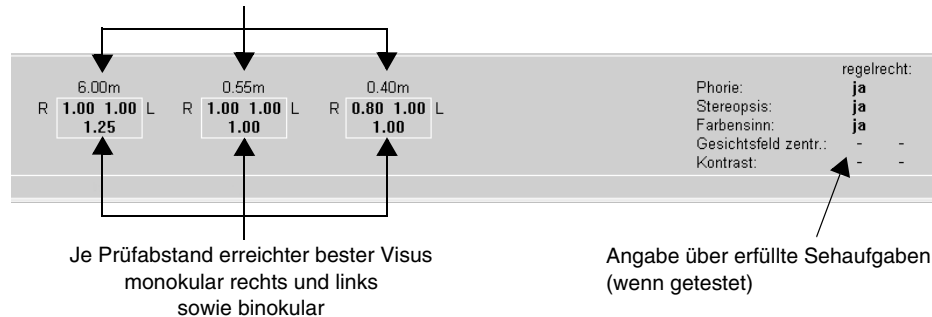 regelrecht:
6.00m 0.55m 0.40m Phorie: ja
R 1.00 1.00 L R 1.00 1.00 L R 0.80 1.00 L Stereopsis: ja
1.25 1.00 1.00 Farbensinn: ja
Gesichtsfeld zentr.: - -
Kontrast: - -
Je Prüfabstand erreichter bester Visus
monokular rechts und links
sowie binokular
Angabe über erfüllte Sehaufgaben
(wenn getestet)